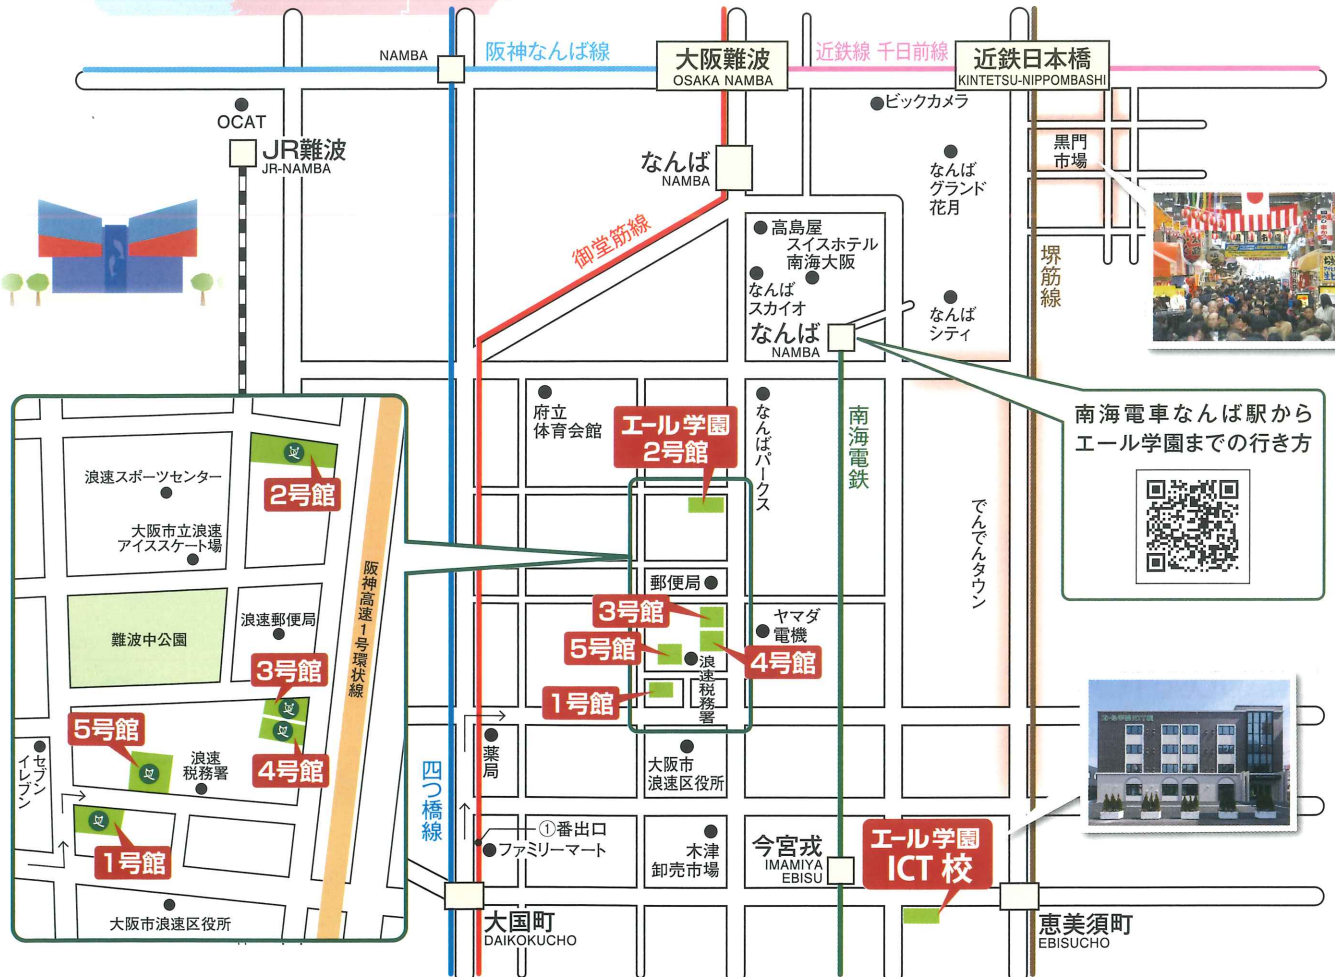 NAMBA
阪神なんば線
大阪難波
OSAKA NAMBA
近鉄線 千日前線
近鉄日本橋
KINTETSU-NIPPOMBASHI
OCAT
JR難波
JR-NAMBA
なんば
NAMBA
ビックカメラ
なんば
グランド
花月
黒門
市場
御堂筋線
高島屋
スイスホテル
南海大阪
なんば
スカイオ
なんば
NAMBA
なんば
シティ
堺筋線
府立
体育会館
エール学園
2号館
なんばパークス
南海電鉄
南海電車なんば駅から
エール学園までの行き方
でんでんタウン
郵便局
3号館
5号館
4号館
1号館
浪速税務署
ヤマダ
電機
薬局
大阪市
浪速区役所
四つ橋線
①番出口
ファミリーマート
木津
卸売市場
今宮戎
IMAMIYA
EBISU
エール学園
ICT 校
大国町
DAIKOKUCHO
恵美須町
EBISUCHO
浪速スポーツセンター
2号館
大阪市立浪速
アイススケート場
阪神高速1号環状線
難波中公園
浪速郵便局
3号館
5号館
4号館
浪速
税務署
セブン
イレブン
1号館
大阪市浪速区役所